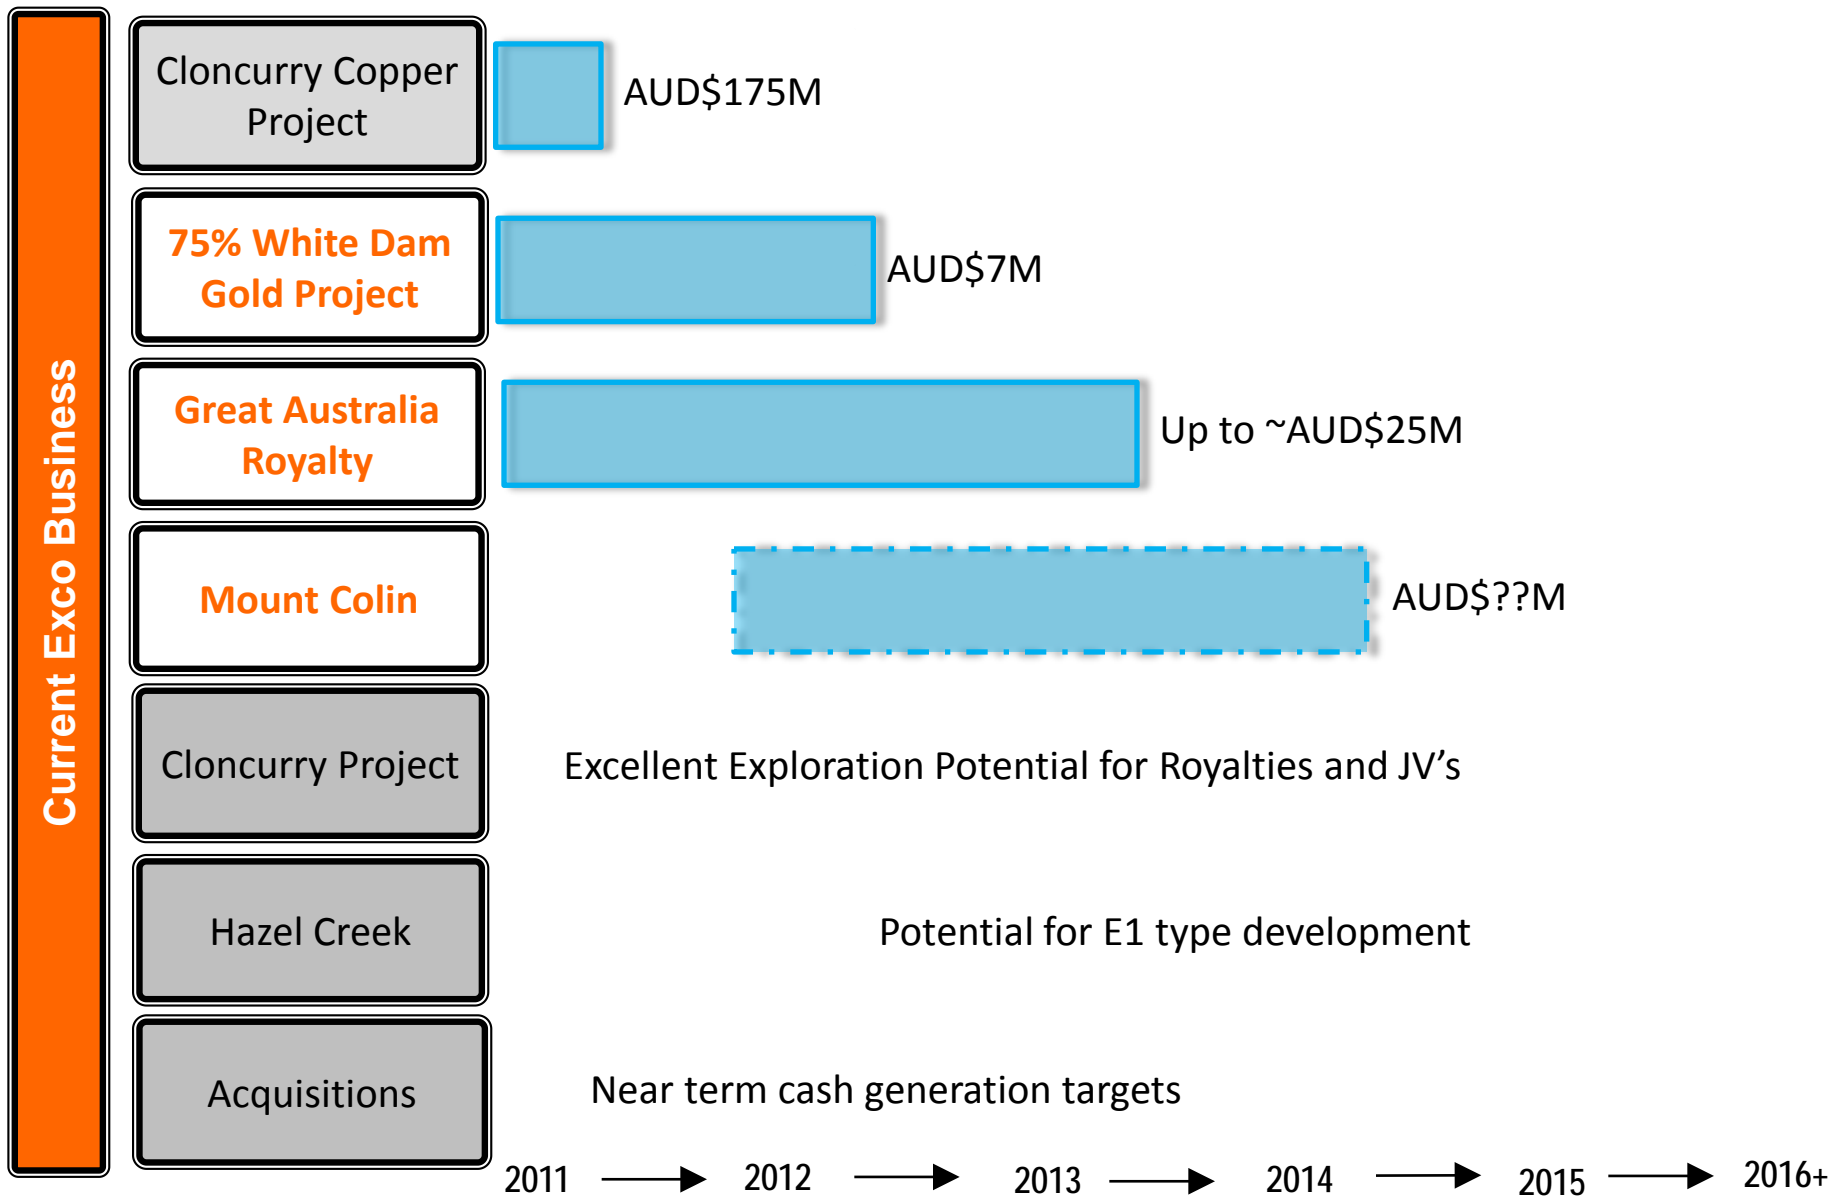 Current Exco Business
Cloncurry Copper
Project
AUD$175M
75% White Dam
Gold Project
AUD$7M
Great Australia
Royalty
Up to ~AUD$25M
Mount Colin
AUD$??M
Cloncurry Project
Excellent Exploration Potential for Royalties and JV’s
Hazel Creek
Potential for E1 type development
Acquisitions
Near term cash generation targets
2011 2012 2013 2014 2015 2016+